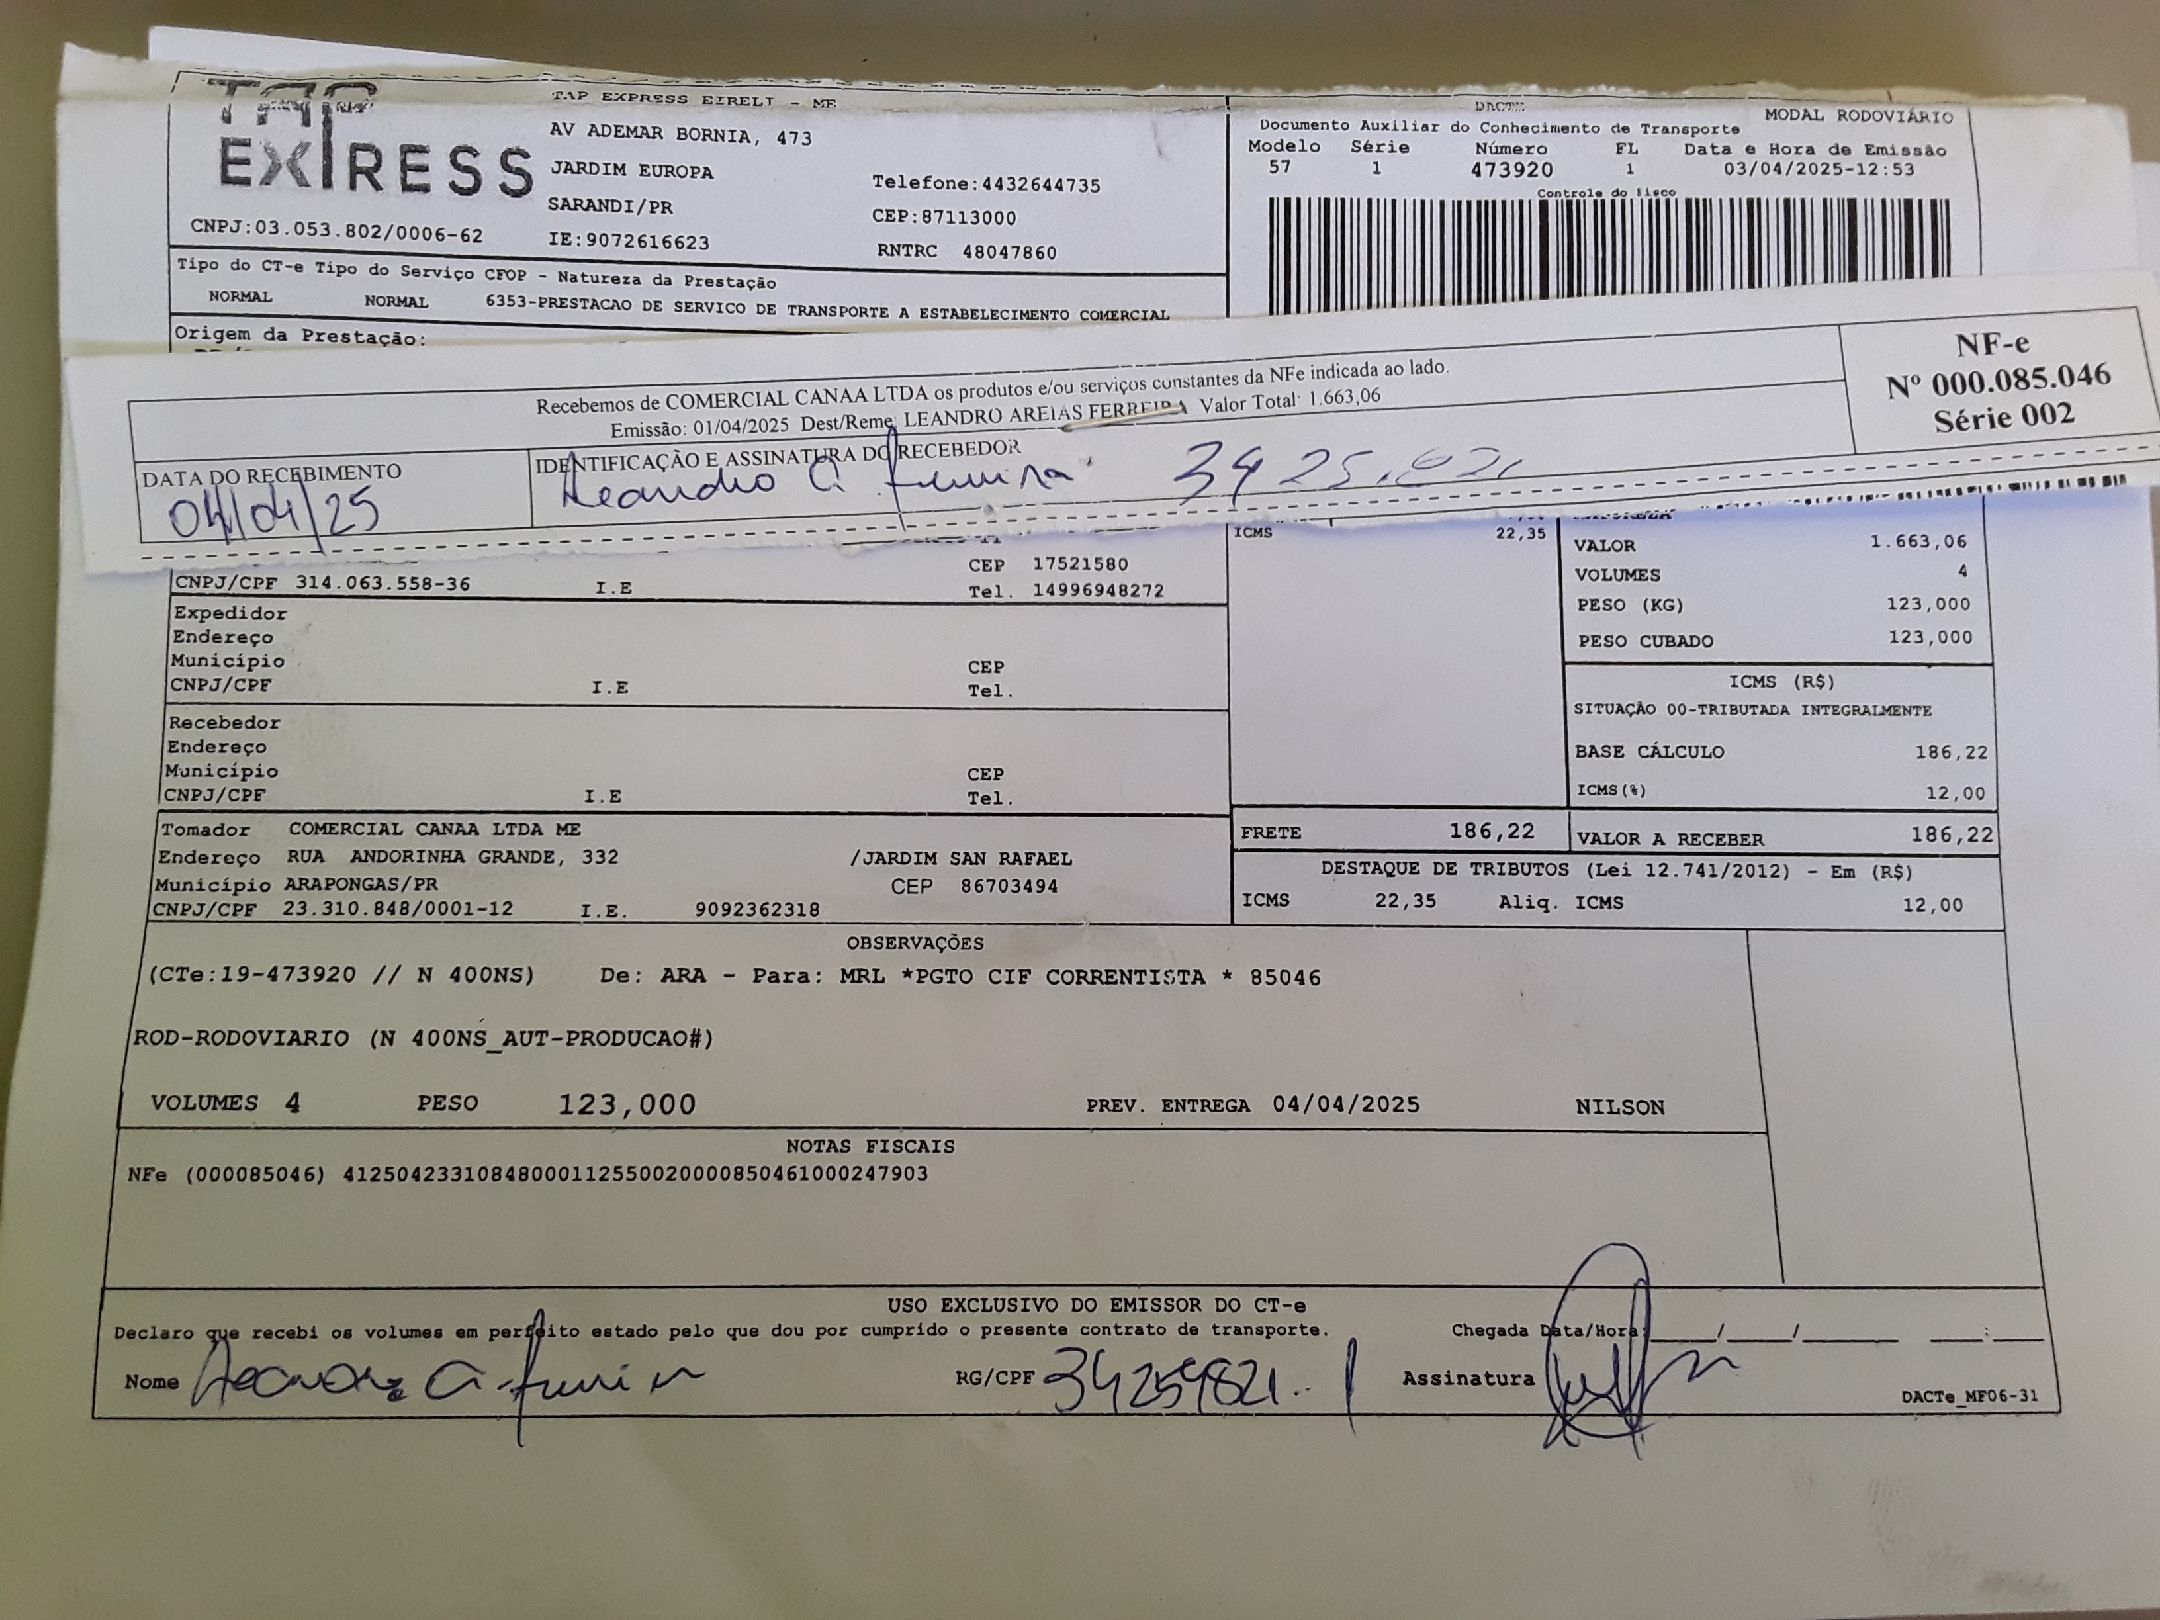 TAP
EXPRESS
TAP EXPRESS EIRELI - ME
AV ADEMAR BORNIA, 473
JARDIM EUROPA
SARANDI/PR
Telefone:4432644735
CEP:87113000
CNPJ:03.053.802/0006-62
IE:9072616623
RNTRC 48047860
DACTE
MODAL RODOVIÁRIO
Documento Auxiliar do Conhecimento de Transporte
Modelo Série Número FL Data e Hora de Emissão
57 1 473920 1 03/04/2025-12:53
Controle do fisco
Tipo do CT-e Tipo do Serviço CFOP - Natureza da Prestação
NORMAL NORMAL 6353-PRESTACAO DE SERVICO DE TRANSPORTE A ESTABELECIMENTO COMERCIAL
Origem da Prestação:
Recebemos de COMERCIAL CANAA LTDA os produtos e/ou serviços constantes da NFe indicada ao lado.
Emissão: 01/04/2025 Dest/Reme: LEANDRO AREIAS FERREIRA Valor Total: 1.663,06
NF-e
Nº 000.085.046
Série 002
DATA DO RECEBIMENTO
04/04/25
IDENTIFICAÇÃO E ASSINATURA DO RECEBEDOR
Leandro A Ferreira 3425
ICMS 22,35
VALOR 1.663,06
VOLUMES 4
PESO (KG) 123,000
PESO CUBADO 123,000
CEP 17521580
CNPJ/CPF 314.063.558-36 I.E Tel. 14996948272
Expedidor
Endereço
Município CEP
CNPJ/CPF I.E Tel.
Recebedor
Endereço
Município CEP
CNPJ/CPF I.E Tel.
ICMS (R$)
SITUAÇÃO 00-TRIBUTADA INTEGRALMENTE
BASE CÁLCULO 186,22
ICMS(%) 12,00
Tomador COMERCIAL CANAA LTDA ME
Endereço RUA ANDORINHA GRANDE, 332 /JARDIM SAN RAFAEL
Município ARAPONGAS/PR CEP 86703494
CNPJ/CPF 23.310.848/0001-12 I.E. 9092362318
FRETE 186,22 VALOR A RECEBER 186,22
DESTAQUE DE TRIBUTOS (Lei 12.741/2012) - Em (R$)
ICMS 22,35 Aliq. ICMS 12,00
OBSERVAÇÕES
(CTe:19-473920 // N 400NS) De: ARA - Para: MRL *PGTO CIF CORRENTISTA * 85046
ROD-RODOVIARIO (N 400NS_AUT-PRODUCAO#)
VOLUMES 4 PESO 123,000 PREV. ENTREGA 04/04/2025 NILSON
NOTAS FISCAIS
NFe (000085046) 41250423310848000112550020000850461000247903
USO EXCLUSIVO DO EMISSOR DO CT-e
Declaro que recebi os volumes em perfeito estado pelo que dou por cumprido o presente contrato de transporte. Chegada Data/Hora: ____/____/______ ____:____
Nome Leandro A Ferreira RG/CPF 34259821 1 Assinatura
DACTe_MF06-31